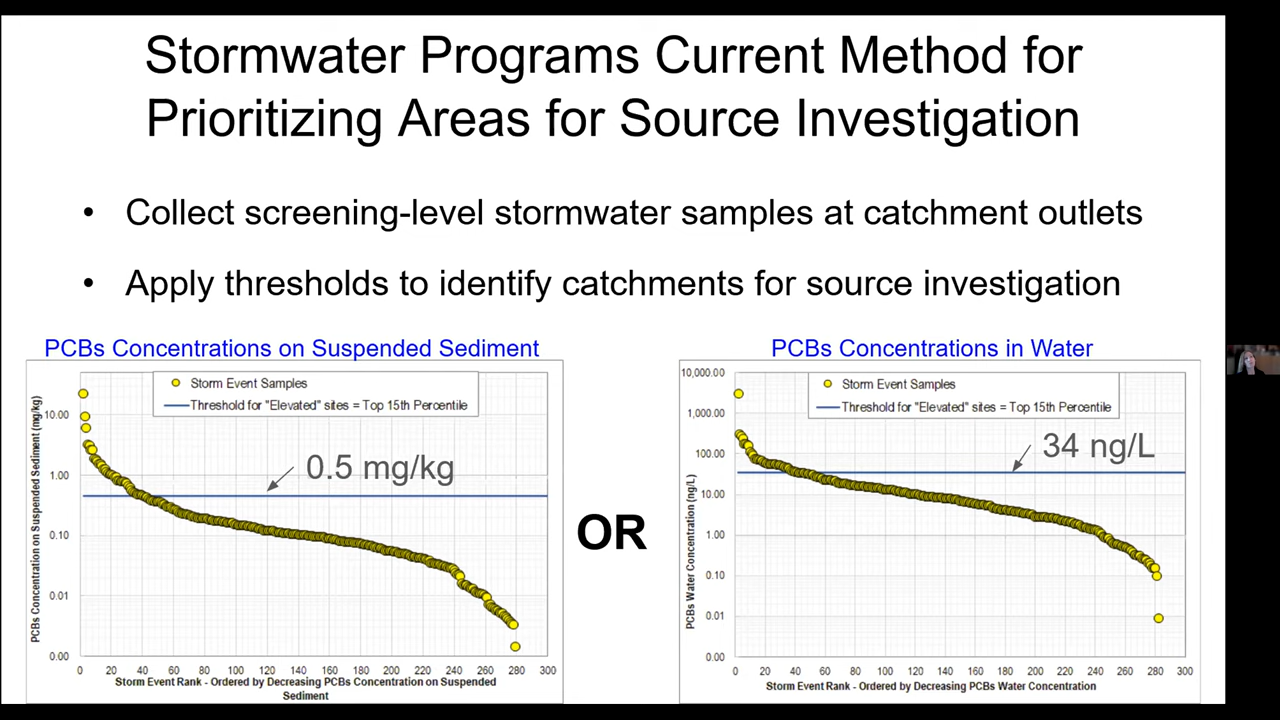 Stormwater Programs Current Method for
Prioritizing Areas for Source Investigation
• Collect screening-level stormwater samples at catchment outlets
• Apply thresholds to identify catchments for source investigation
PCBs Concentrations on Suspended Sediment
PCBs Concentration on Suspended Sediment (mg/kg)
Storm Event Samples
Threshold for "Elevated" sites = Top 15th Percentile
0.5 mg/kg
10.00
1.00
0.10
0.01
0.00
0 20 40 60 80 100 120 140 160 180 200 220 240 260 280 300
Storm Event Rank - Ordered by Decreasing PCBs Concentration on Suspended
Sediment
OR
PCBs Concentrations in Water
PCBs Water Concentration (ng/L)
Storm Event Samples
Threshold for "Elevated" sites = Top 15th Percentile
34 ng/L
10,000.00
1,000.00
100.00
10.00
1.00
0.10
0.01
0.00
0 20 40 60 80 100 120 140 160 180 200 220 240 260 280 300
Storm Event Rank - Ordered by Decreasing PCBs Water Concentration